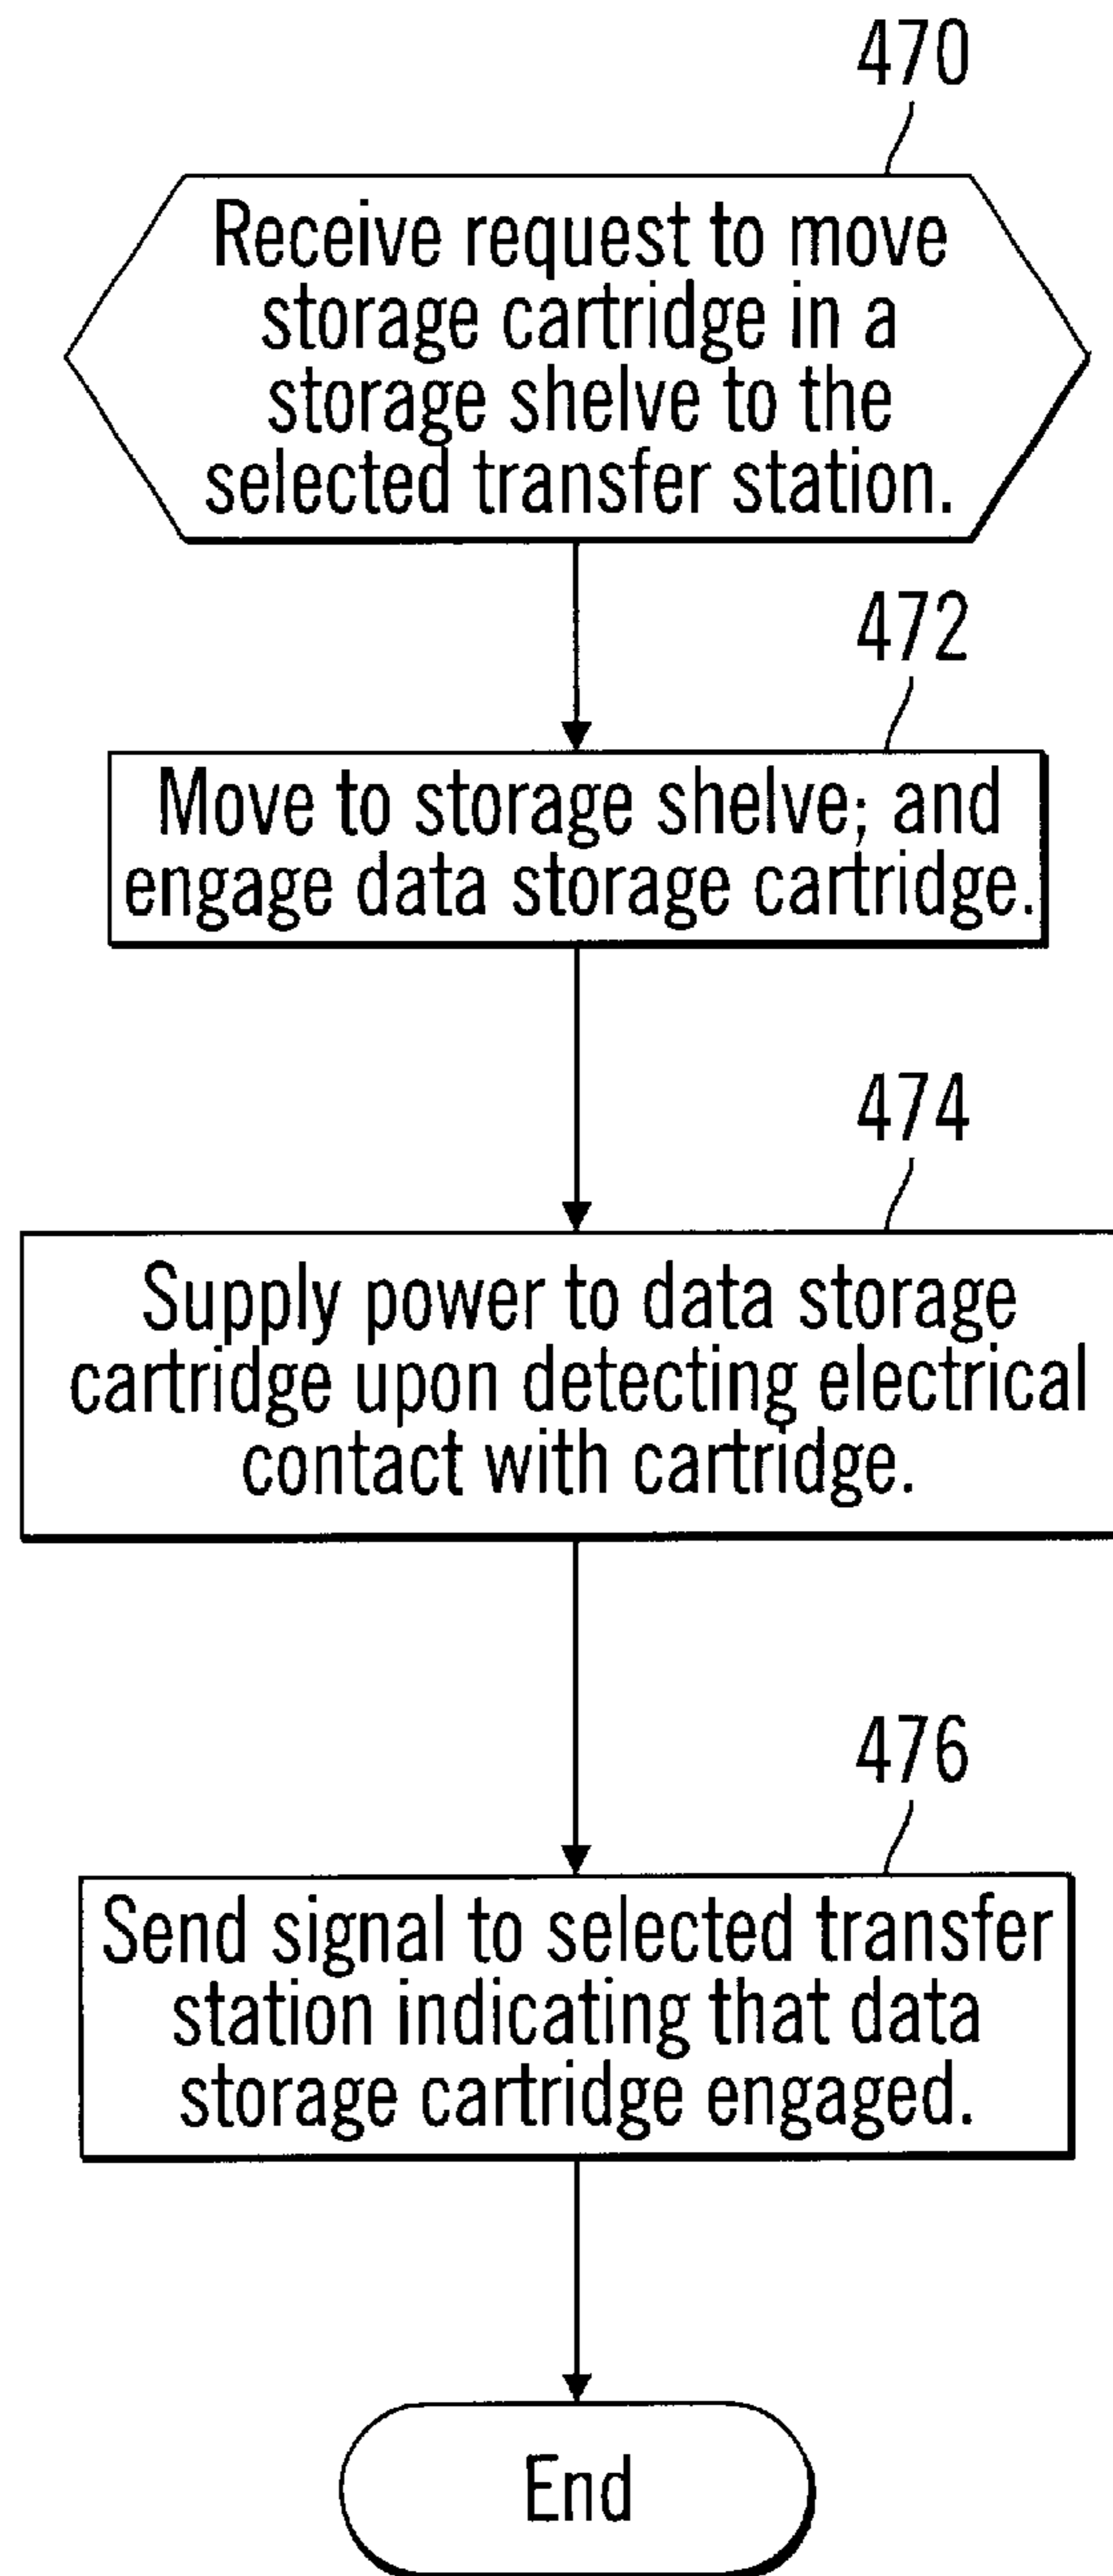 470
Receive request to move
storage cartridge in a
storage shelve to the
selected transfer station.
472
Move to storage shelve; and
engage data storage cartridge.
474
Supply power to data storage
cartridge upon detecting electrical
contact with cartridge.
476
Send signal to selected transfer
station indicating that data
storage cartridge engaged.
End